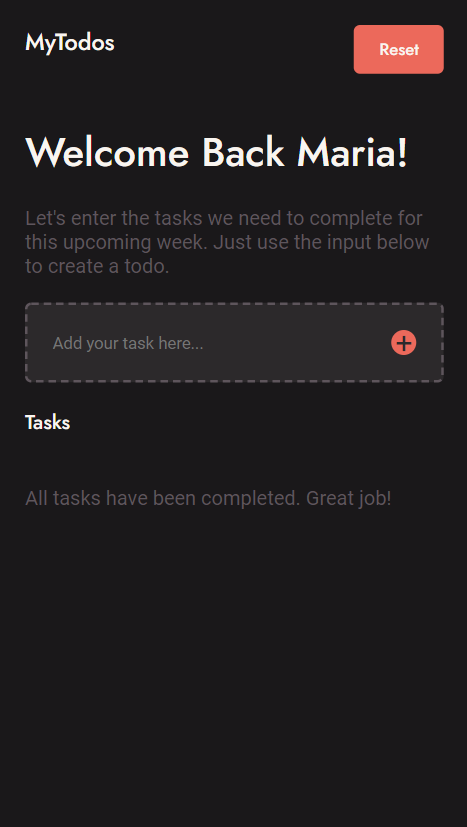 MyTodos
Reset
Welcome Back Maria!
Let's enter the tasks we need to complete for
this upcoming week. Just use the input below
to create a todo.
Add your task here...
Tasks
All tasks have been completed. Great job!